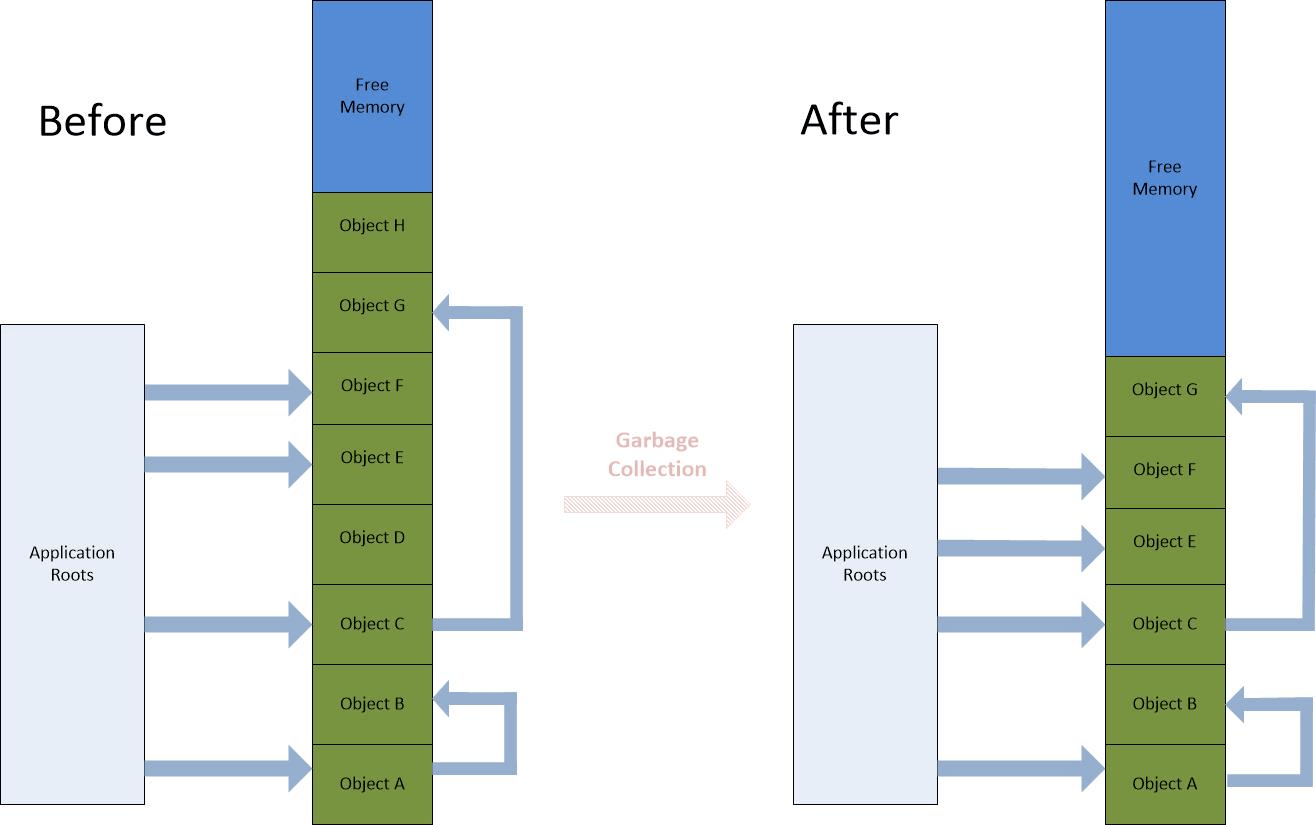 Before
Free
Memory
Object H
Object G
Object F
Object E
Object D
Object C
Object B
Object A
Application
Roots
Garbage
Collection
After
Free
Memory
Object G
Object F
Object E
Object C
Object B
Object A
Application
Roots